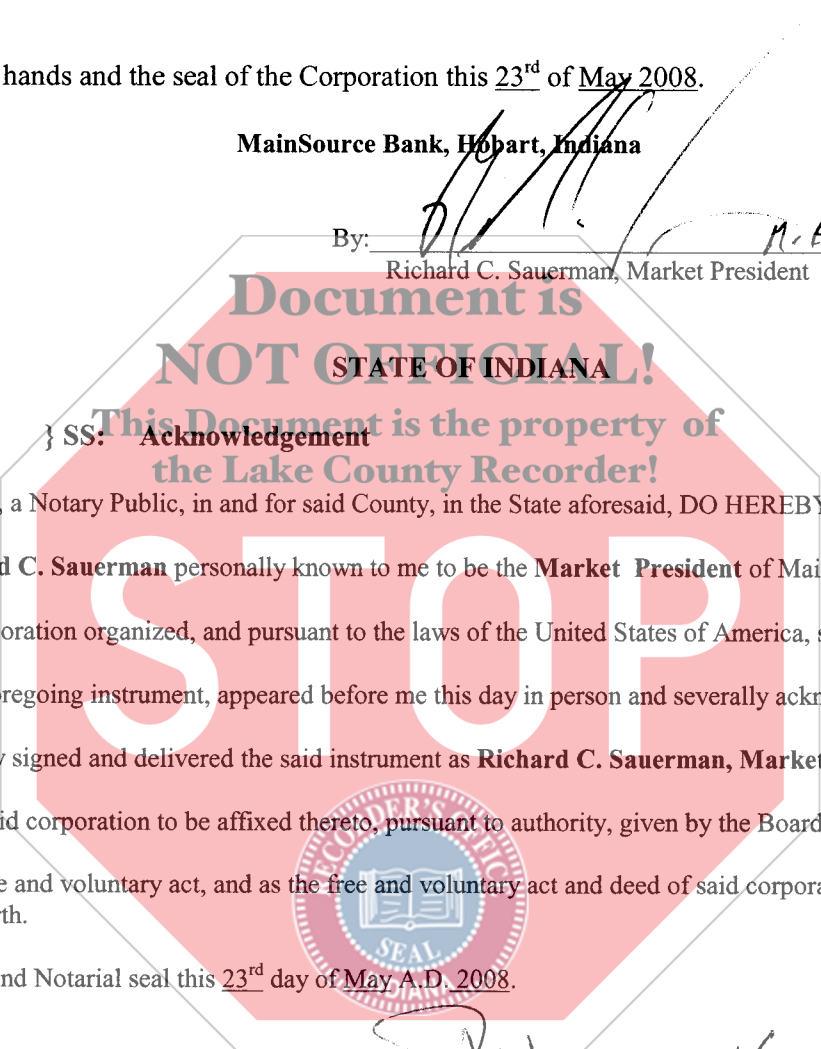 hands and the seal of the Corporation this 23rd of May 2008.
MainSource Bank, Hobart, Indiana
By:
Richard C. Sauerman, Market President
Document is
NOT OFFICIAL!
STATE OF INDIANA
This Document is the property of
} SS: Acknowledgement
the Lake County Recorder!
, a Notary Public, in and for said County, in the State aforesaid, DO HEREBY
d C. Sauerman personally known to me to be the Market President of Mai
oration organized, and pursuant to the laws of the United States of America, s
regoing instrument, appeared before me this day in person and severally ackn
y signed and delivered the said instrument as Richard C. Sauerman, Market
id corporation to be affixed thereto, pursuant to authority, given by the Board
e and voluntary act, and as the free and voluntary act and deed of said corpora
th.
nd Notarial seal this 23rd day of May A.D. 2008.
STOP
RECORDER'S OFFICE
SEAL
INDIANA